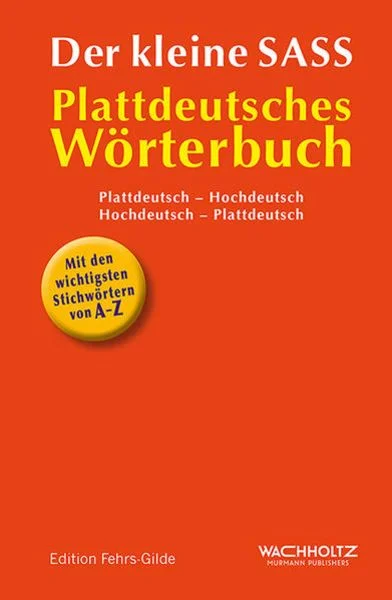 Der kleine SASS
Plattdeutsches
Wörterbuch
Plattdeutsch – Hochdeutsch
Hochdeutsch – Plattdeutsch
Mit den
wichtigsten
Stichwörtern
von A–Z
Edition Fehrs-Gilde
WACHHOLTZ
MURMANN PUBLISHERS